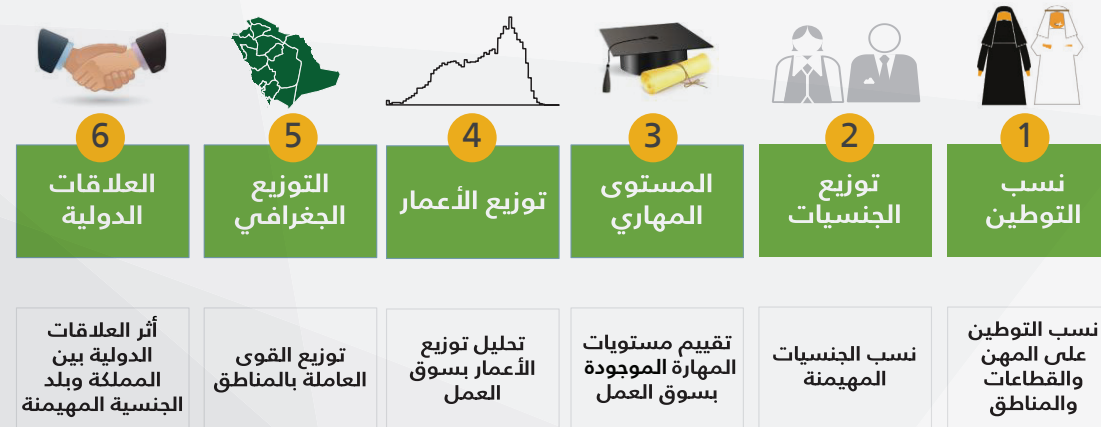 1
نسب
التوطين
نسب التوطين
على المهن
والقطاعات
والمناطق
2
توزيع
الجنسيات
نسب الجنسيات
المهيمنة
3
المستوى
المهاري
تقييم مستويات
المهارة الموجودة
بسوق العمل
4
توزيع الأعمار
تحليل توزيع
الأعمار بسوق
العمل
5
التوزيع
الجغرافي
توزيع القوى
العاملة بالمناطق
6
العلاقات
الدولية
أثر العلاقات
الدولية بين
المملكة وبلد
الجنسية المهيمنة